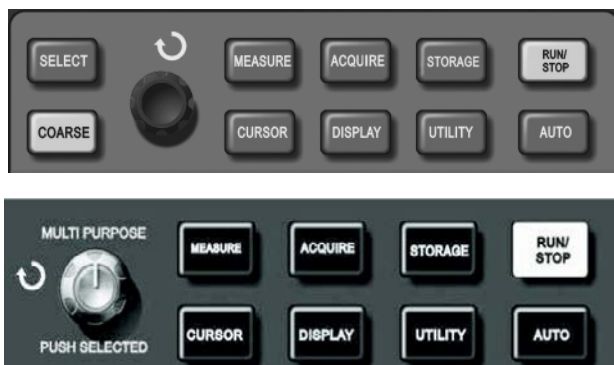 SELECT
MEASURE
ACQUIRE
STORAGE
RUN/
STOP
COARSE
CURSOR
DISPLAY
UTILITY
AUTO
MULTI PURPOSE
MEASURE
ACQUIRE
STORAGE
RUN/
STOP
PUSH SELECTED
CURSOR
DISPLAY
UTILITY
AUTO